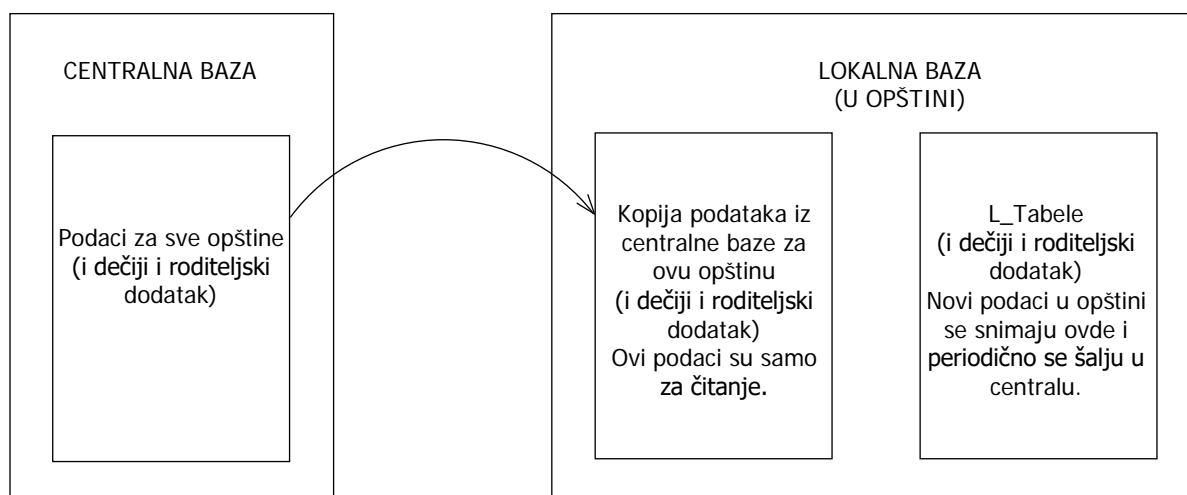 CENTRALNA BAZA
Podaci za sve opštine
(i dečiji i roditeljski
dodatak)
LOKALNA BAZA
(U OPŠTINI)
Kopija podataka iz
centralne baze za
ovu opštinu
(i dečiji i roditeljski
dodatak)
Ovi podaci su samo
za čitanje.
L_Tabele
(i dečiji i roditeljski
dodatak)
Novi podaci u opštini
se snimaju ovde i
periodično se šalju u
centralu.